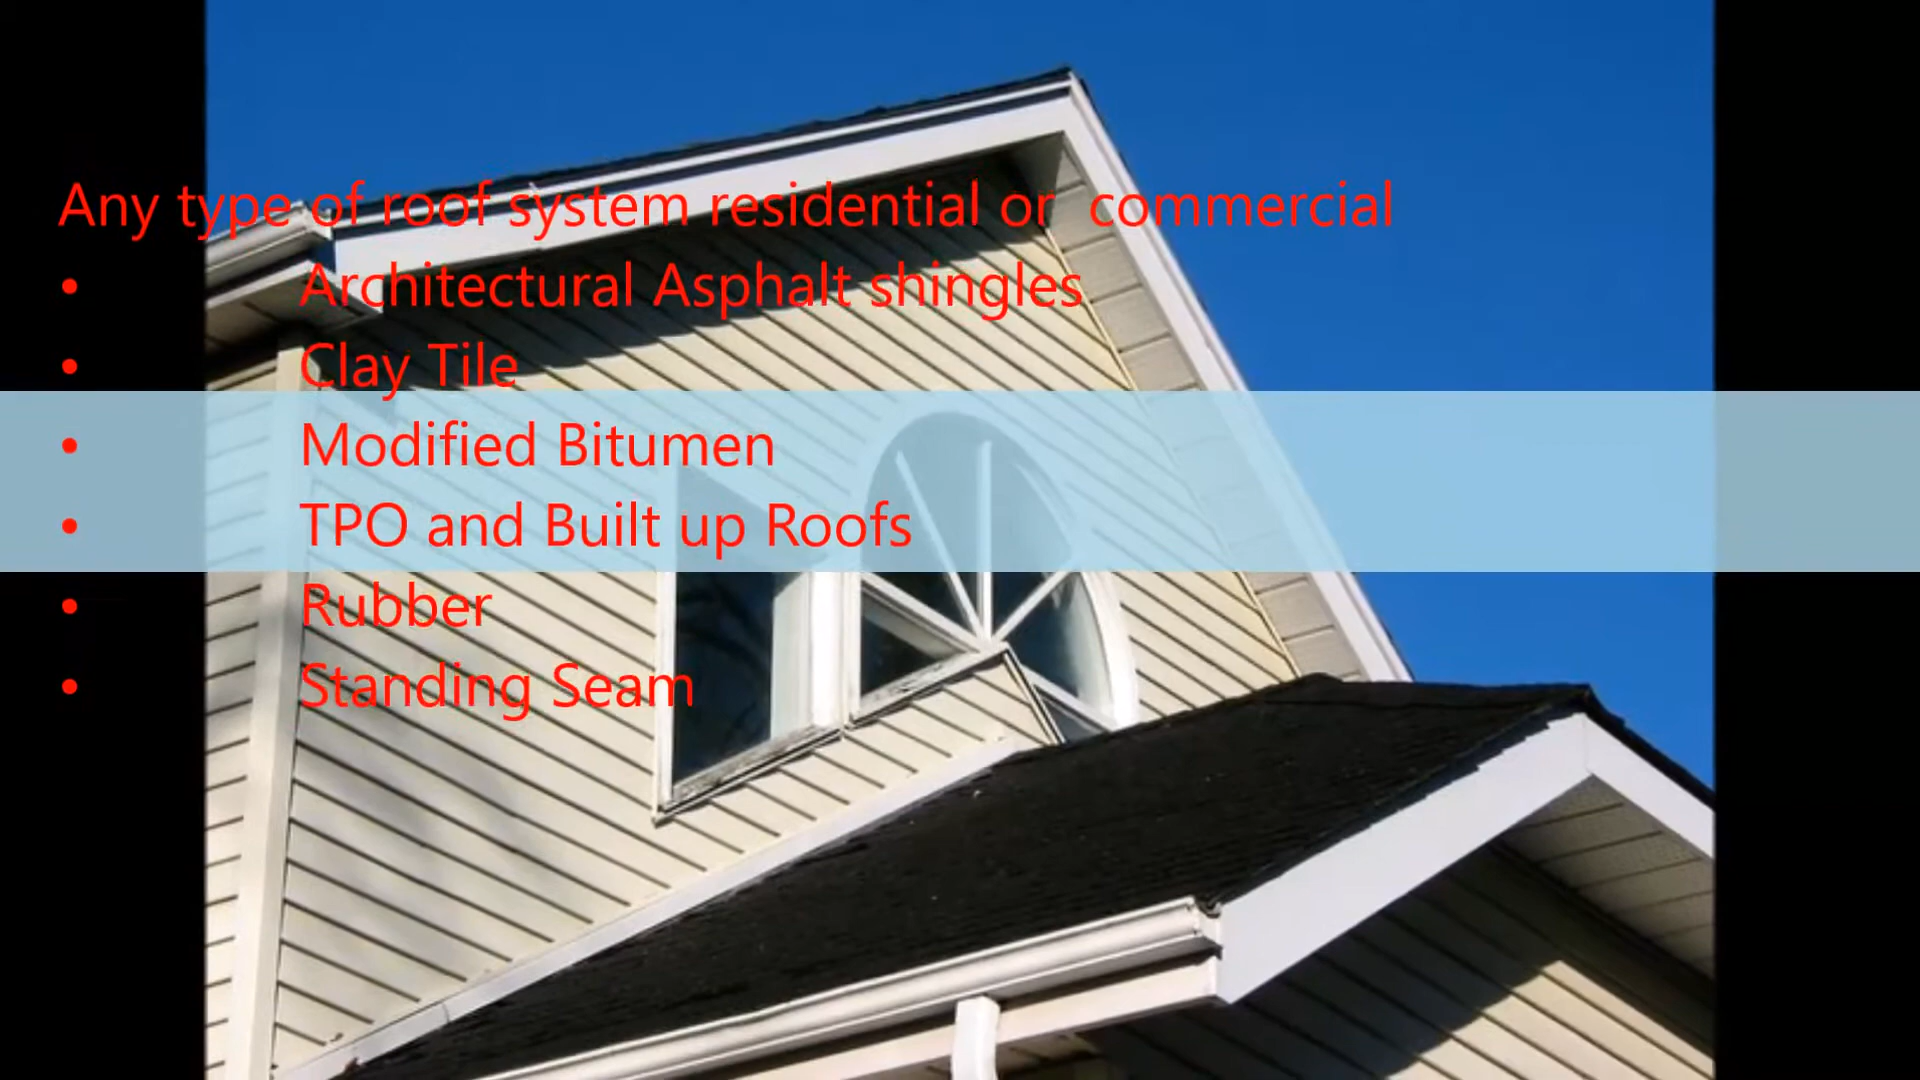 Any type of roof system residential or  commercial
• Architectural Asphalt shingles
• Clay Tile
• Modified Bitumen
• TPO and Built up Roofs
• Rubber
• Standing Seam